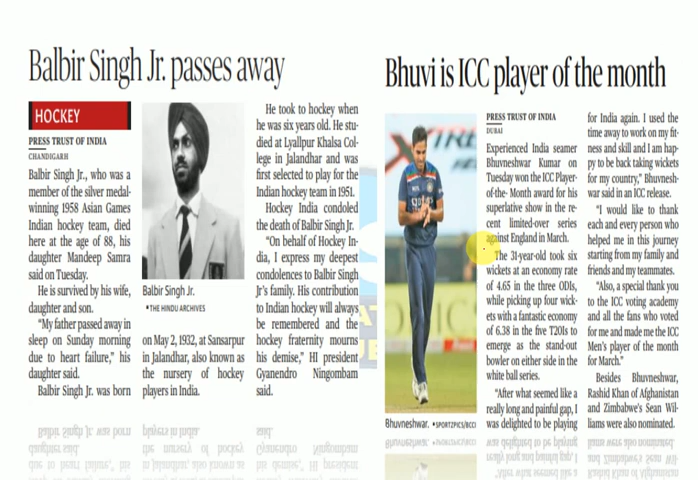 Balbir Singh Jr. passes away
HOCKEY
PRESS TRUST OF INDIA
CHANDIGARH
Balbir Singh Jr., who was a
member of the silver medal-
winning 1958 Asian Games
Indian hockey team, died
here at the age of 88, his
daughter Mandeep Samra
said on Tuesday.
He is survived by his wife,
daughter and son.
“My father passed away in
sleep on Sunday morning
due to heart failure,” his
daughter said.
Balbir Singh Jr. was born
Balbir Singh Jr.
•THE HINDU ARCHIVES
on May 2, 1932, at Sansarpur
in Jalandhar, also known as
the nursery of hockey
players in India.
He took to hockey when
he was six years old. He stu-
died at Lyallpur Khalsa Col-
lege in Jalandhar and was
first selected to play for the
Indian hockey team in 1951.
Hockey India condoled
the death of Balbir Singh Jr.
“On behalf of Hockey In-
dia, I express my deepest
condolences to Balbir Singh
Jr’s family. His contribution
to Indian hockey will always
be remembered and the
hockey fraternity mourns
his demise,” HI president
Gyanendro Ningombam
said.
Bhuvi is ICC player of the month
Bhuvneshwar. •SPORTZPICS/BCCI
PRESS TRUST OF INDIA
DUBAI
Experienced India seamer
Bhuvneshwar Kumar on
Tuesday won the ICC Player-
of-the- Month award for his
superlative show in the re-
cent limited-over series
against England in March.
The 31-year-old took six
wickets at an economy rate
of 4.65 in the three ODIs,
while picking up four wick-
ets with a fantastic economy
of 6.38 in the five T20Is to
emerge as the stand-out
bowler on either side in the
white ball series.
“After what seemed like a
really long and painful gap, I
was delighted to be playing
for India again. I used the
time away to work on my fit-
ness and skill and I am hap-
py to be back taking wickets
for my country,” Bhuvnesh-
war said in an ICC release.
“I would like to thank
each and every person who
helped me in this journey
starting from my family and
friends and my teammates.
“Also, a special thank you
to the ICC voting academy
and all the fans who voted
for me and made me the ICC
Men’s player of the month
for March.”
Besides Bhuvneshwar,
Rashid Khan of Afghanistan
and Zimbabwe’s Sean Wil-
liams were also nominated.